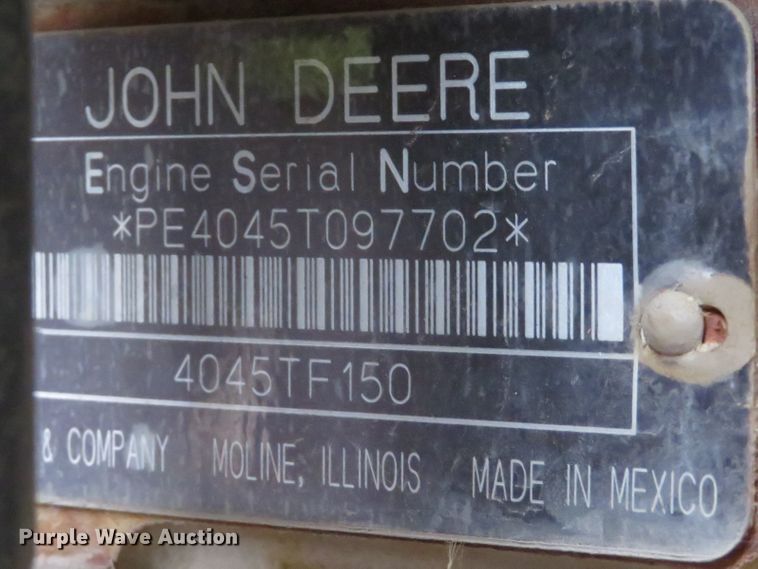 JOHN DEERE
Engine Serial Number
*PE4045T097702*
4045TF150
& COMPANY MOLINE, ILLINOIS MADE IN MEXICO
Purple Wave Auction